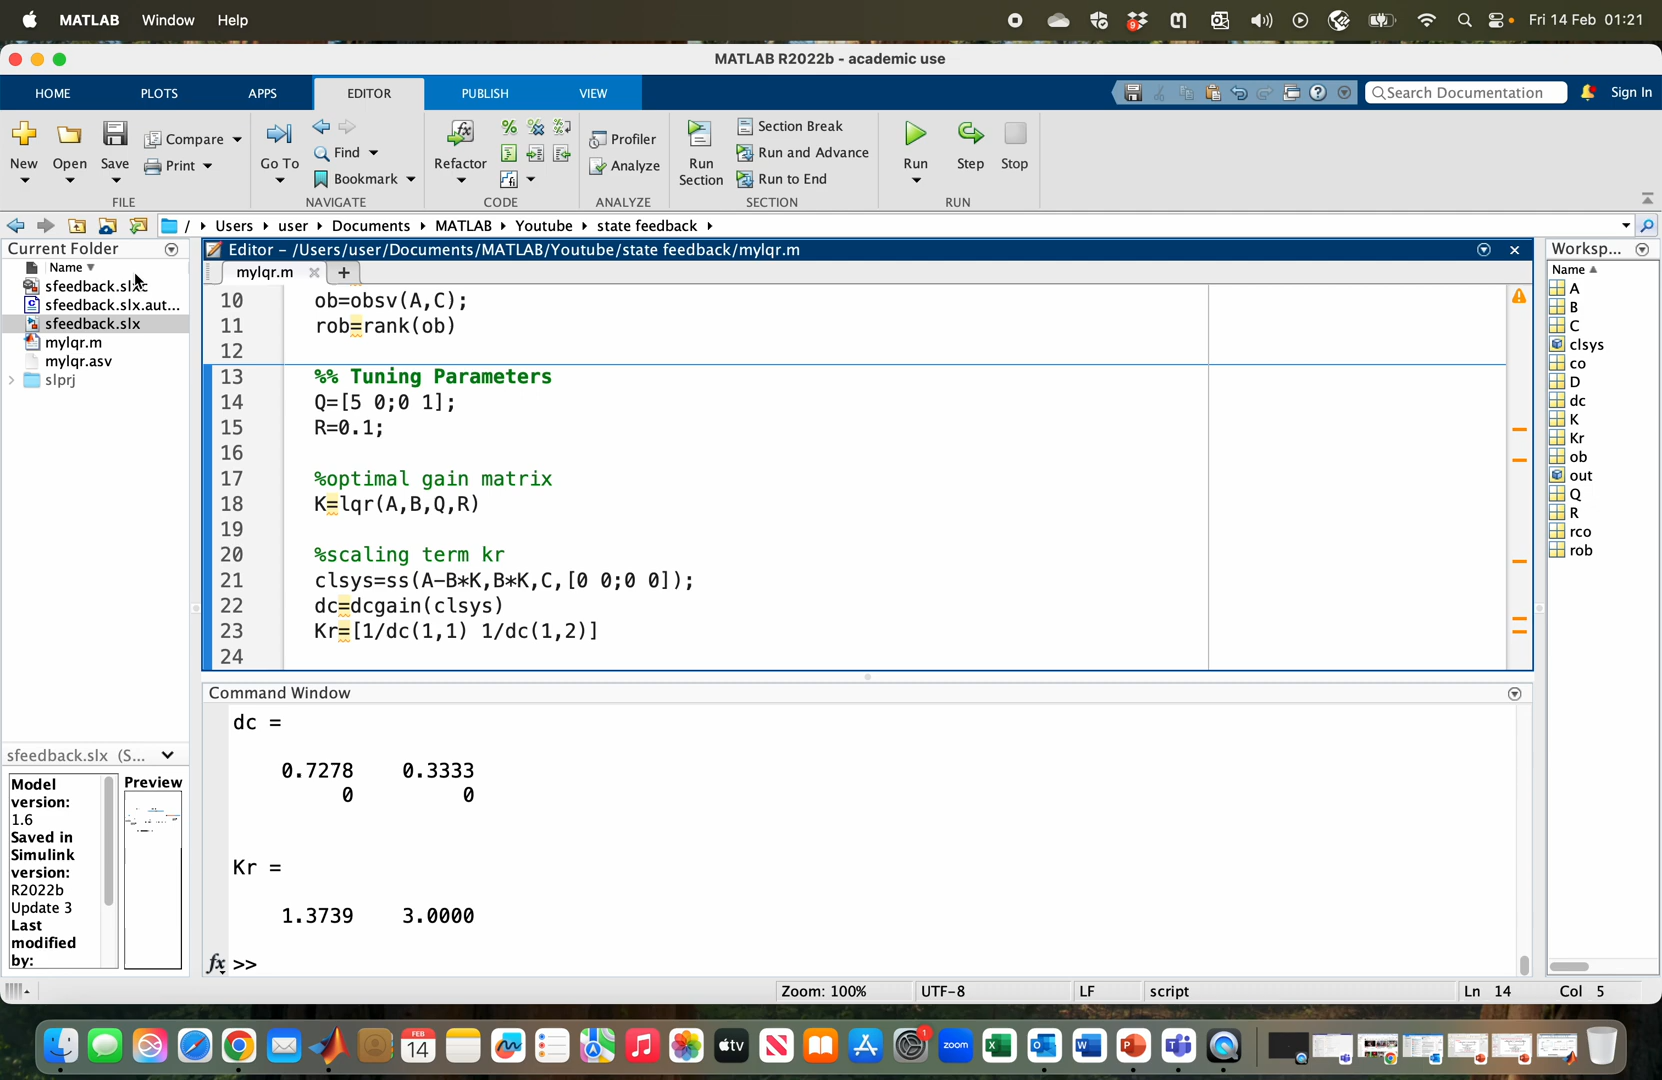 MATLAB Window Help
Fri 14 Feb 01:21
MATLAB R2022b - academic use
HOME PLOTS APPS EDITOR PUBLISH VIEW
Search Documentation
Sign In
New Open Save Compare Print
FILE
Go To Find Bookmark
NAVIGATE
Refactor
CODE
Profiler
Analyze
ANALYZE
Run Section
Section Break
Run and Advance
Run to End
SECTION
Run Step Stop
RUN
/ Users user Documents MATLAB Youtube state feedback
Current Folder
Name
sfeedback.slxc
sfeedback.slx.aut...
sfeedback.slx
mylqr.m
mylqr.asv
slprj
sfeedback.slx (S...
Model
version:
1.6
Saved in
Simulink
version:
R2022b
Update 3
Last
modified
by:
Preview
Editor - /Users/user/Documents/MATLAB/Youtube/state feedback/mylqr.m
mylqr.m +
10 ob=obsv(A,C);
11 rob=rank(ob)
12
13 %% Tuning Parameters
14 Q=[5 0;0 1];
15 R=0.1;
16
17 %optimal gain matrix
18 K=lqr(A,B,Q,R)
19
20 %scaling term kr
21 clsys=ss(A-B*K,B*K,C,[0 0;0 0]);
22 dc=dcgain(clsys)
23 Kr=[1/dc(1,1) 1/dc(1,2)]
24
Command Window
dc =
0.7278 0.3333
0 0
Kr =
1.3739 3.0000
fx >>
Worksp...
Name
A
B
C
clsys
co
D
dc
K
Kr
ob
out
Q
R
rco
rob
Zoom: 100% UTF-8 LF script Ln 14 Col 5
FEB
14
tv
zoom
1